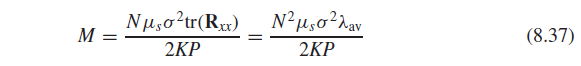 M = \frac{N\mu_s\sigma^2\mathrm{tr}(\mathbf{R}_{xx})}{2KP} = \frac{N^2\mu_s\sigma^2\lambda_{\mathrm{av}}}{2KP} (8.37)